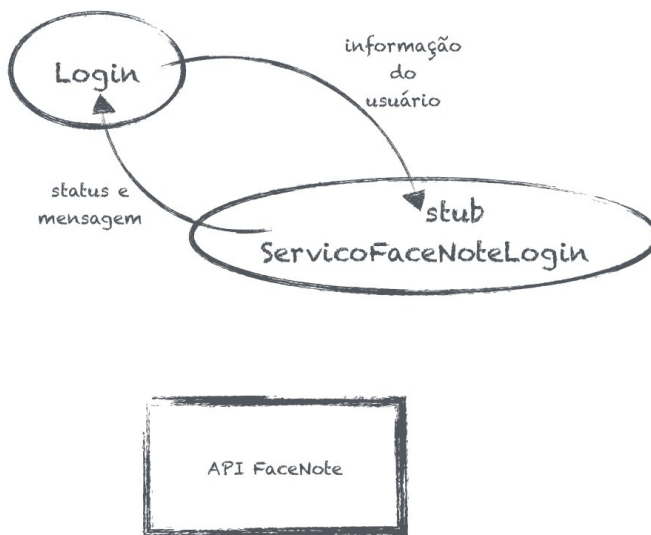 Login
informação
do
usuário
status e
mensagem
stub
ServicoFaceNoteLogin
API FaceNote